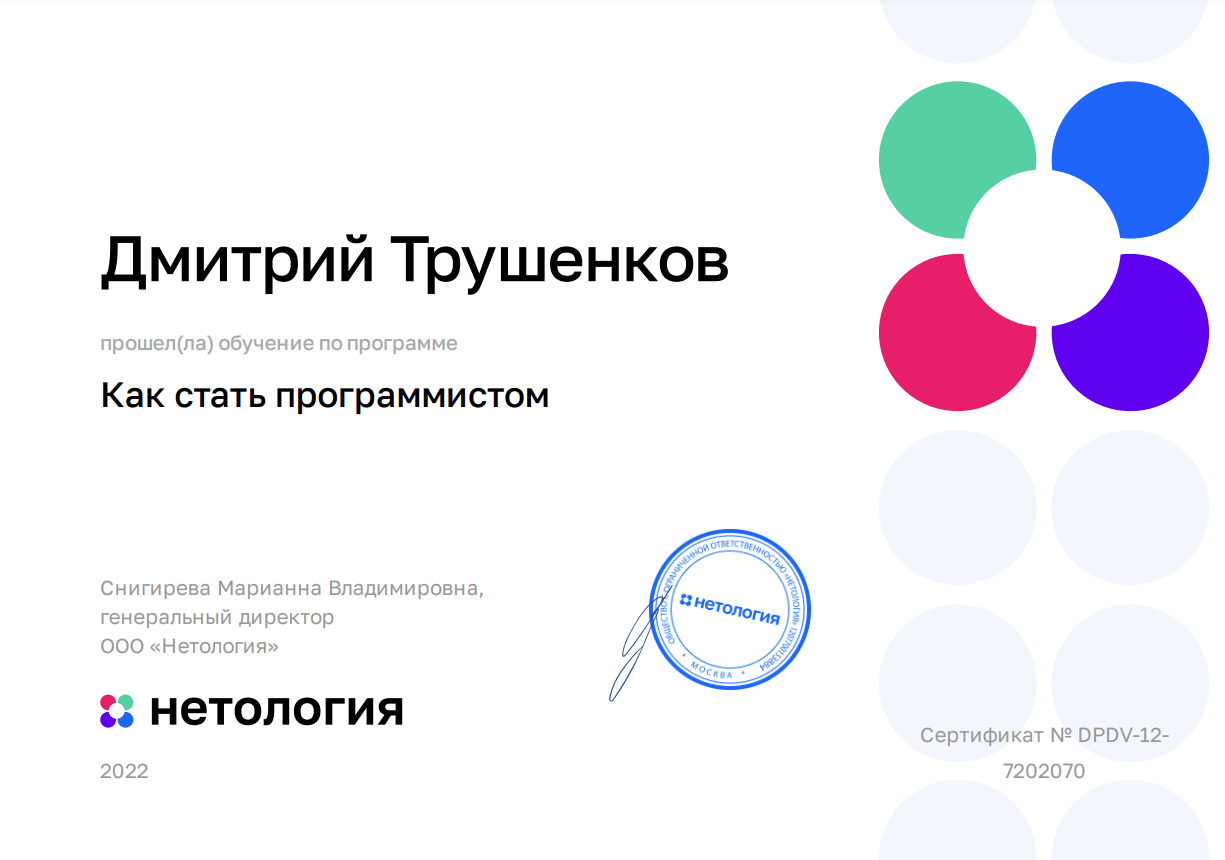 Дмитрий Трушенков
прошел(ла) обучение по программе
Как стать программистом
Снигирева Марианна Владимировна,
генеральный директор
ООО «Нетология»
нетология
2022
ОБЩЕСТВО С ОГРАНИЧЕННОЙ ОТВЕТСТВЕННОСТЬЮ «НЕТОЛОГИЯ» 1207700133884
нетология
* МОСКВА *
Сертификат № DPDV-12-
7202070